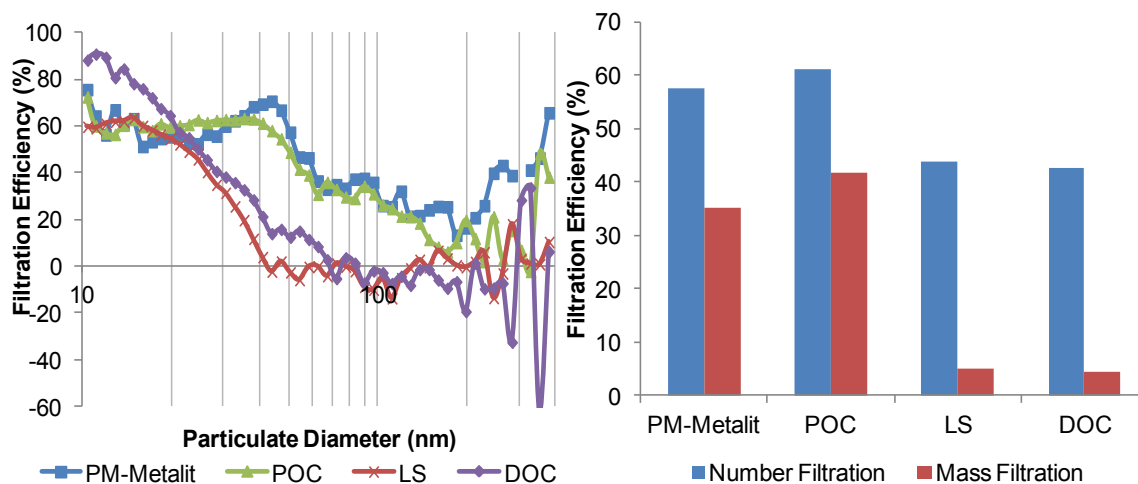 Filtration Efficiency (%)
100
80
60
40
20
0
-20
-40
-60
10
100
Particulate Diameter (nm)
PM-Metalit
POC
LS
DOC
Filtration Efficiency (%)
70
60
50
40
30
20
10
0
PM-Metalit
POC
LS
DOC
Number Filtration
Mass Filtration